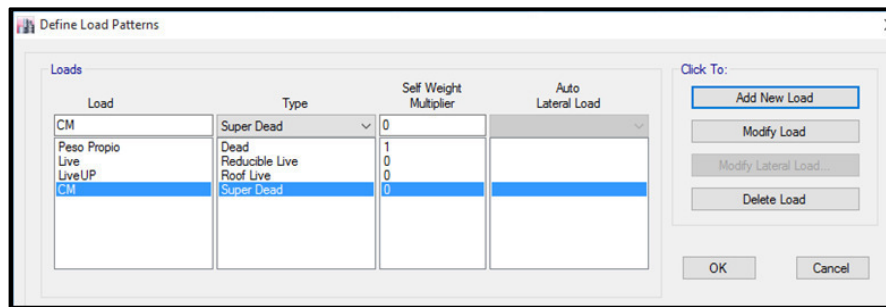 Define Load Patterns
Loads
Click To:
Load Type Self Weight Multiplier Auto Lateral Load
CM Super Dead 0
Peso Propio Dead 1
Live Reducible Live 0
LiveUP Roof Live 0
CM Super Dead 0
Add New Load
Modify Load
Modify Lateral Load...
Delete Load
OK Cancel